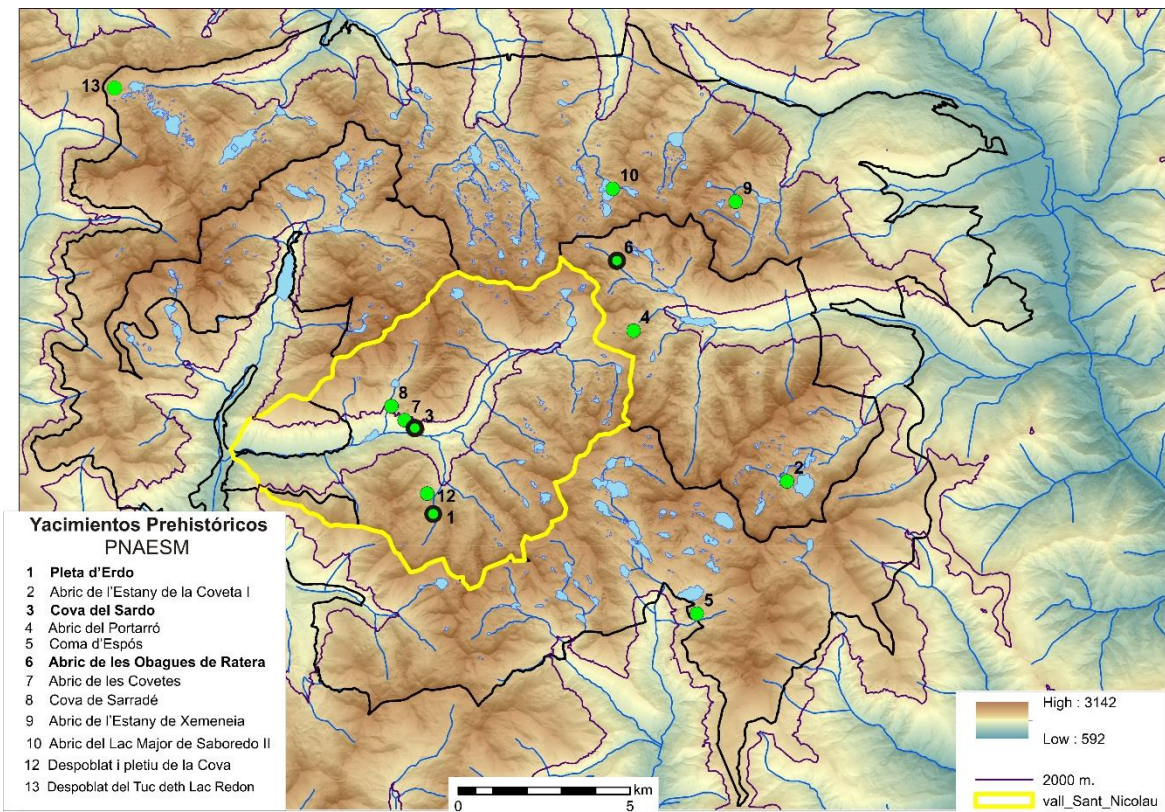 13
10
9
6
4
8
7
3
2
12
1
5
Yacimientos Prehistóricos
PNAESM
1 Pleta d'Erdo
2 Abric de l'Estany de la Coveta I
3 Cova del Sardo
4 Abric del Portarró
5 Coma d'Espós
6 Abric de les Obagues de Ratera
7 Abric de les Covetes
8 Cova de Sarradé
9 Abric de l'Estany de Xemeneia
10 Abric del Lac Major de Saboredo II
12 Despoblat i pletiu de la Cova
13 Despoblat del Tuc deth Lac Redon
km
0 5
High : 3142
Low : 592
2000 m.
vall_Sant_Nicolau